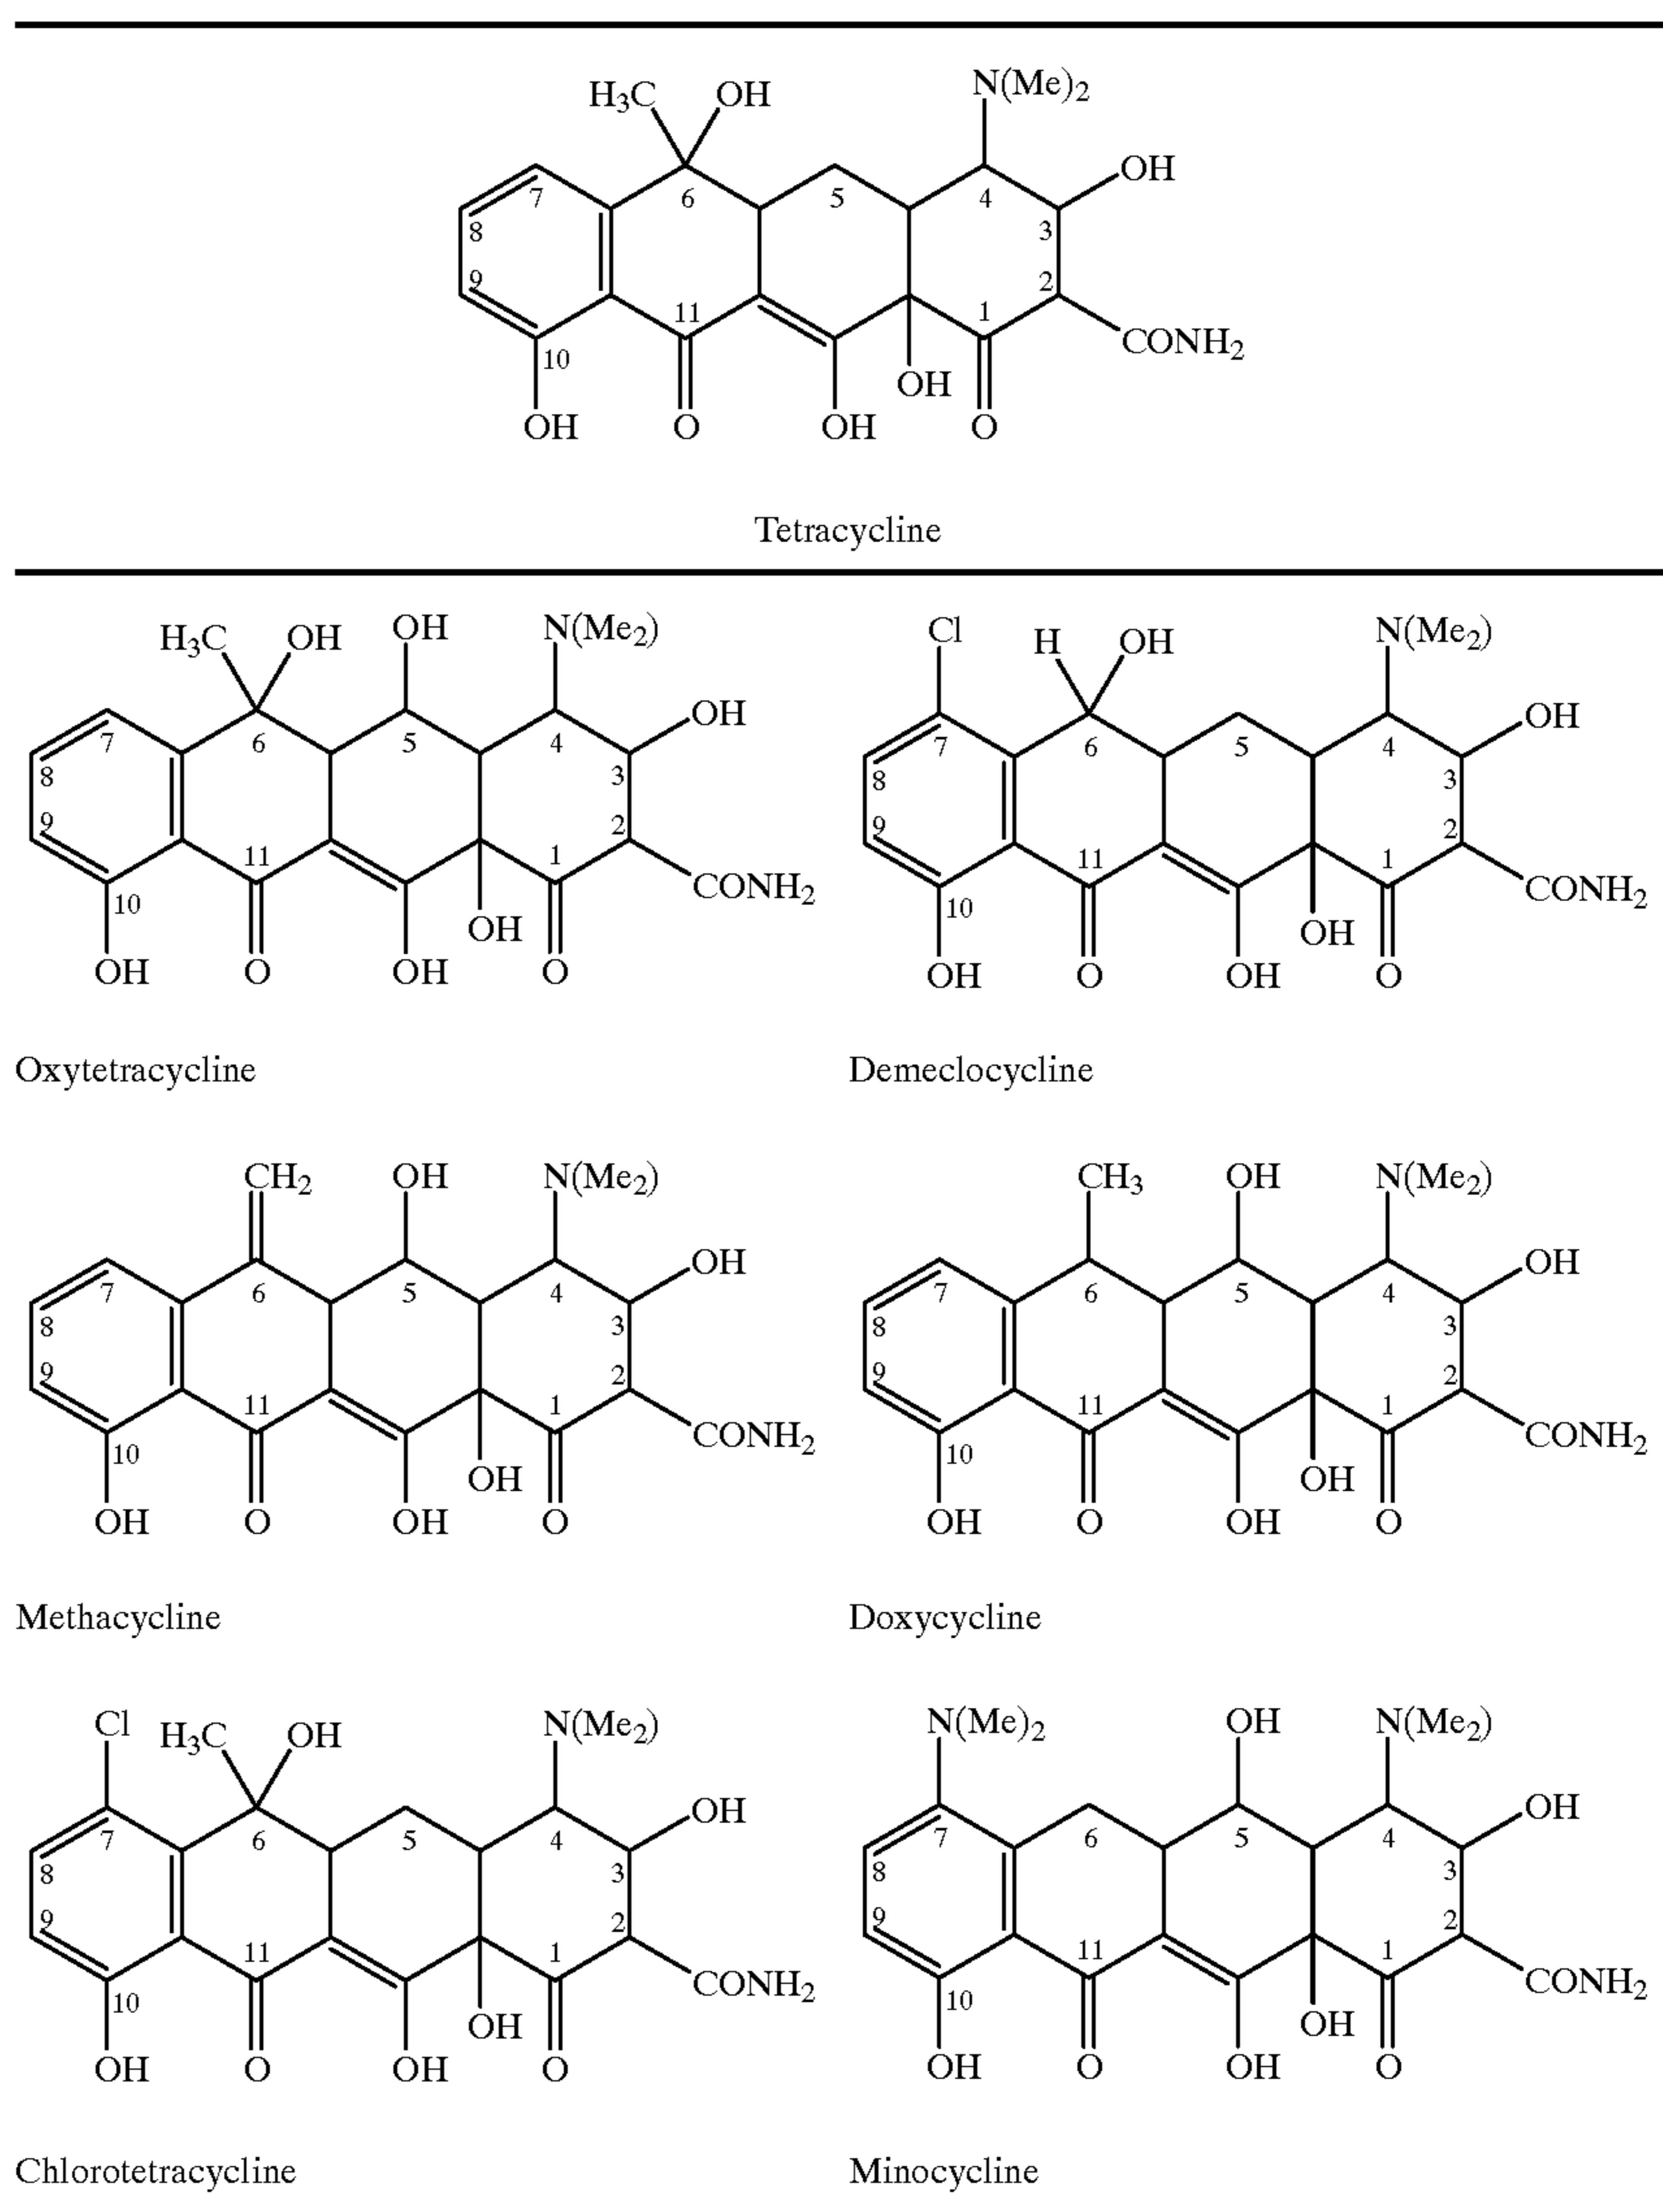 H₃C OH N(Me)₂
OH
7 6 5 4
8 3
9 2
11 1
10 CONH₂
OH
OH O OH O
Tetracycline
H₃C OH OH N(Me₂)
OH
7 6 5 4
8 3
9 2
11 1
10 CONH₂
OH
OH O OH O
Oxytetracycline
Cl H OH N(Me₂)
OH
7 6 5 4
8 3
9 2
11 1
10 CONH₂
OH
OH O OH O
Demeclocycline
CH₂ OH N(Me₂)
OH
7 6 5 4
8 3
9 2
11 1
10 CONH₂
OH
OH O OH O
Methacycline
CH₃ OH N(Me₂)
OH
7 6 5 4
8 3
9 2
11 1
10 CONH₂
OH
OH O OH O
Doxycycline
Cl H₃C OH N(Me₂)
OH
7 6 5 4
8 3
9 2
11 1
10 CONH₂
OH
OH O OH O
Chlorotetracycline
N(Me)₂ OH N(Me₂)
OH
7 6 5 4
8 3
9 2
11 1
10 CONH₂
OH
OH O OH O
Minocycline